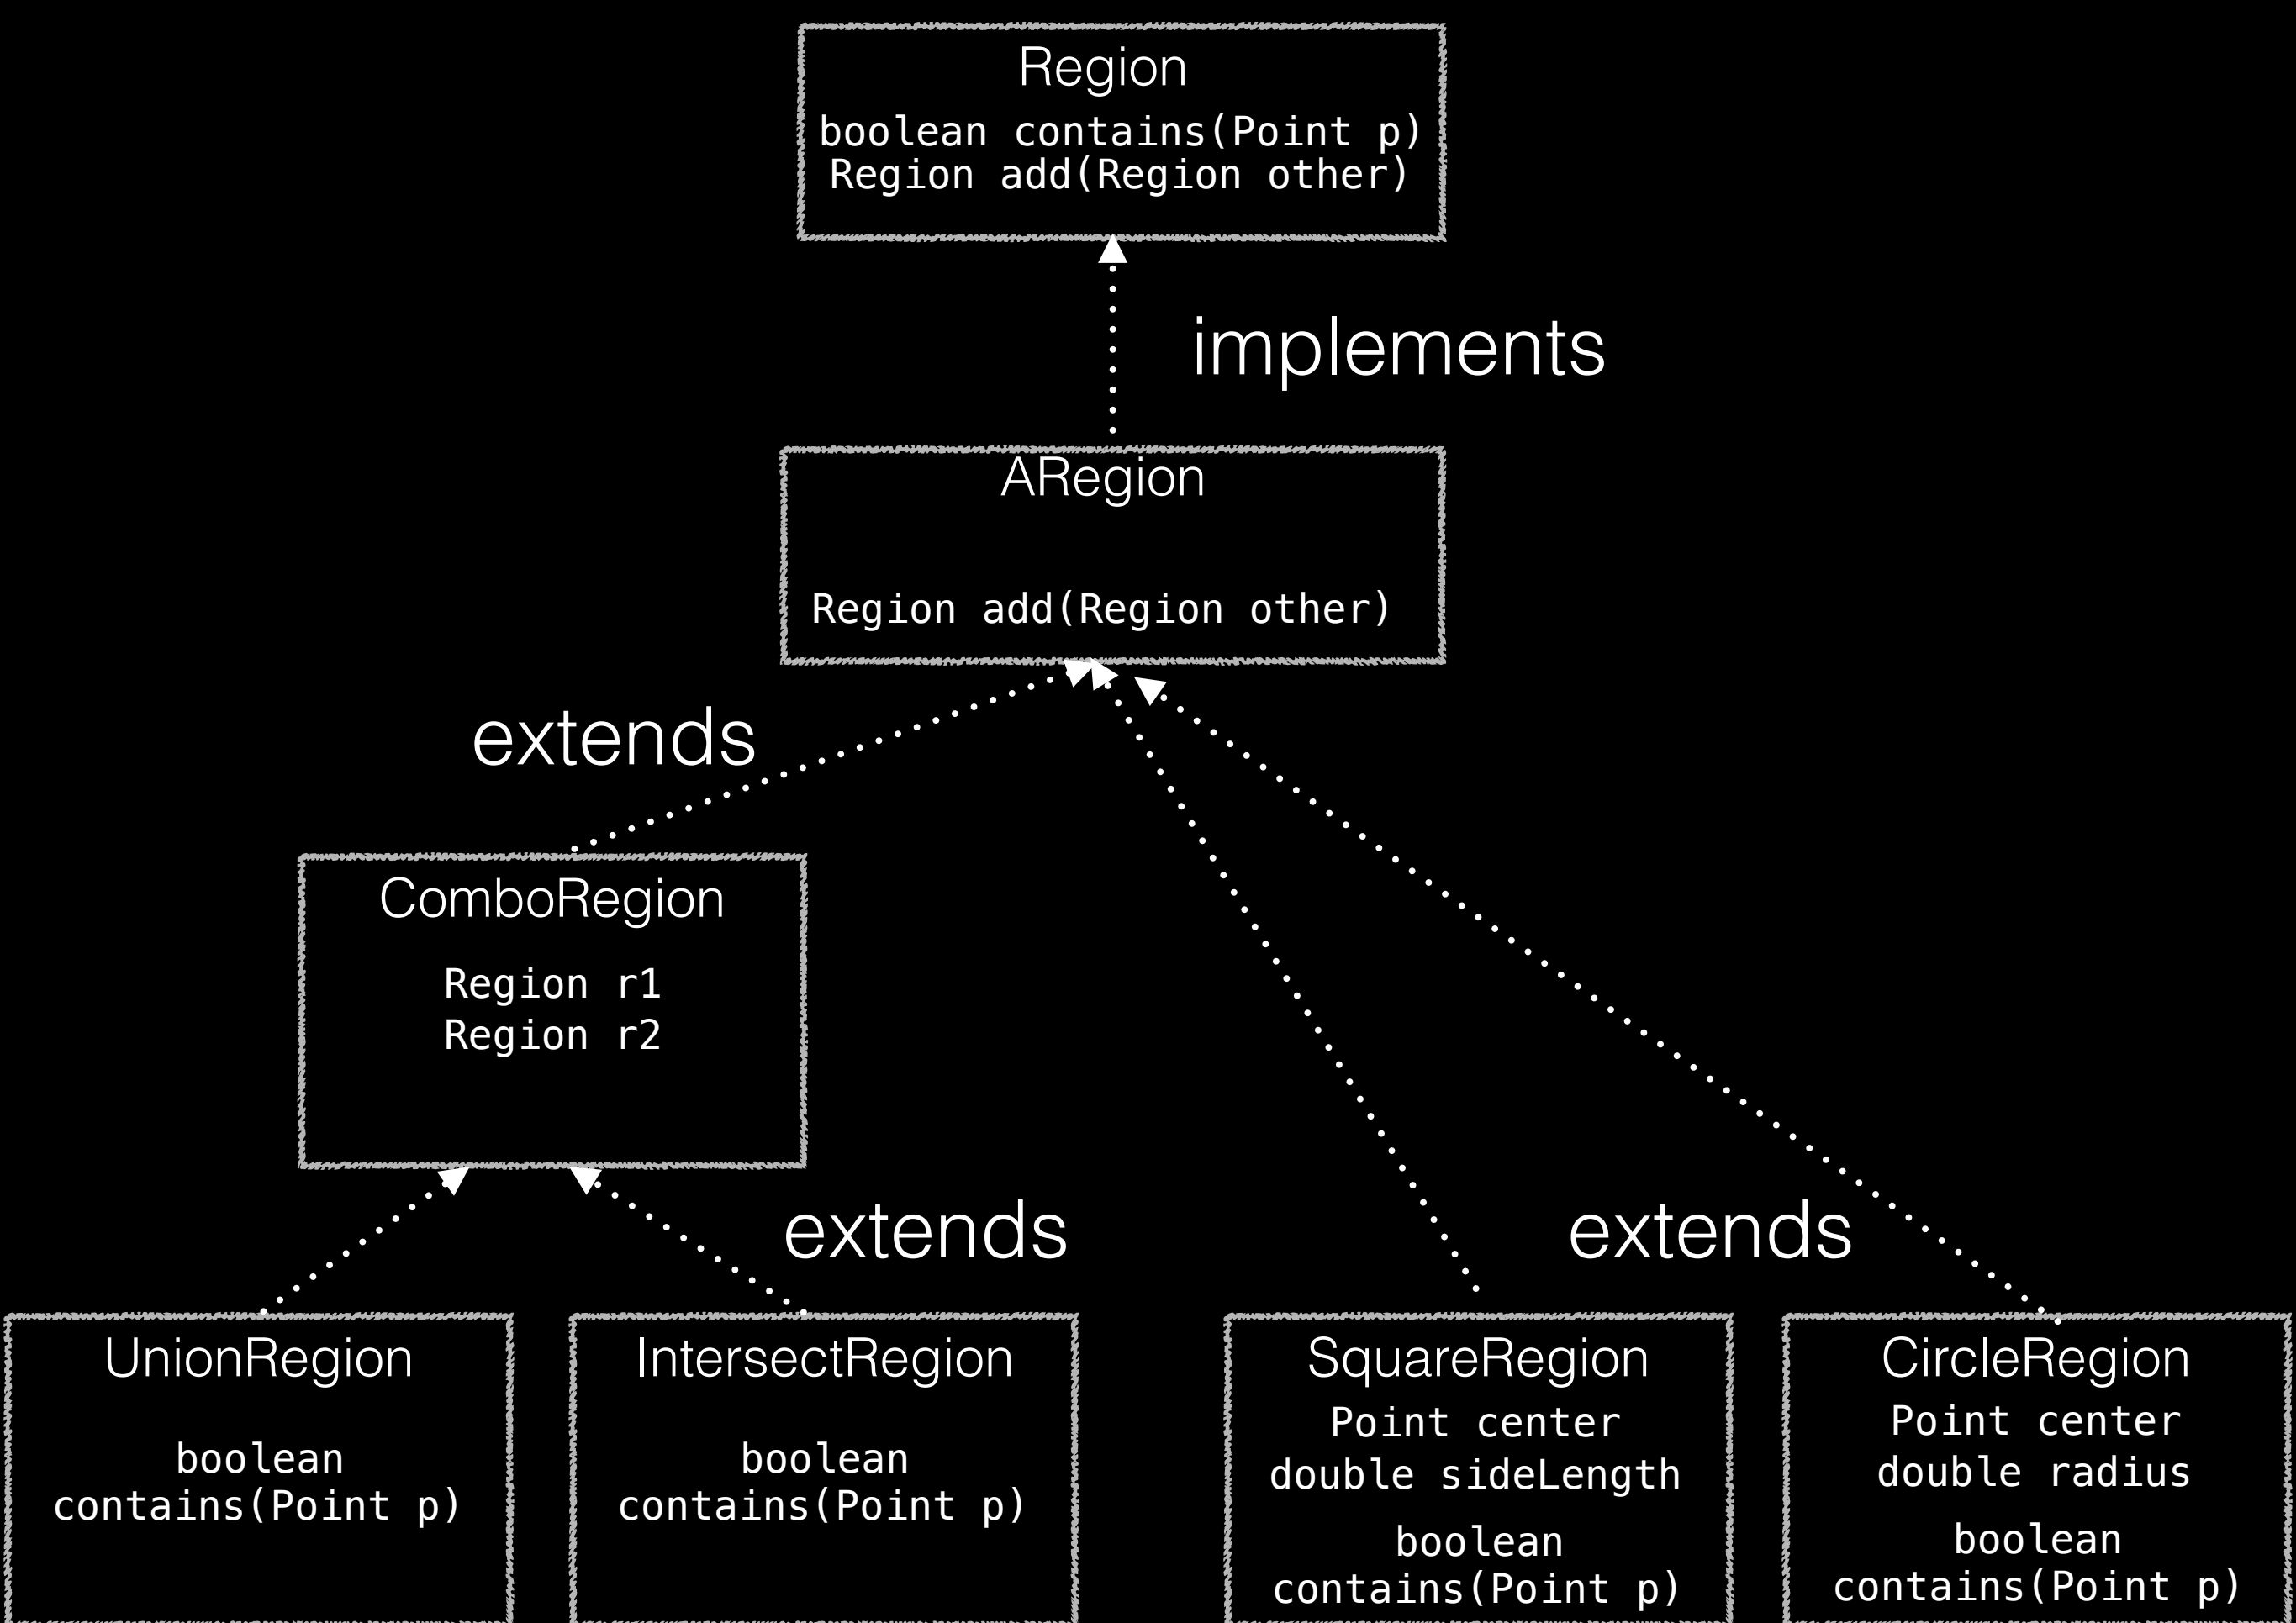 Region
boolean contains(Point p)
Region add(Region other)
implements
ARegion
Region add(Region other)
extends
ComboRegion
Region r1
Region r2
extends
extends
UnionRegion
boolean
contains(Point p)
IntersectRegion
boolean
contains(Point p)
SquareRegion
Point center
double sideLength
boolean
contains(Point p)
CircleRegion
Point center
double radius
boolean
contains(Point p)